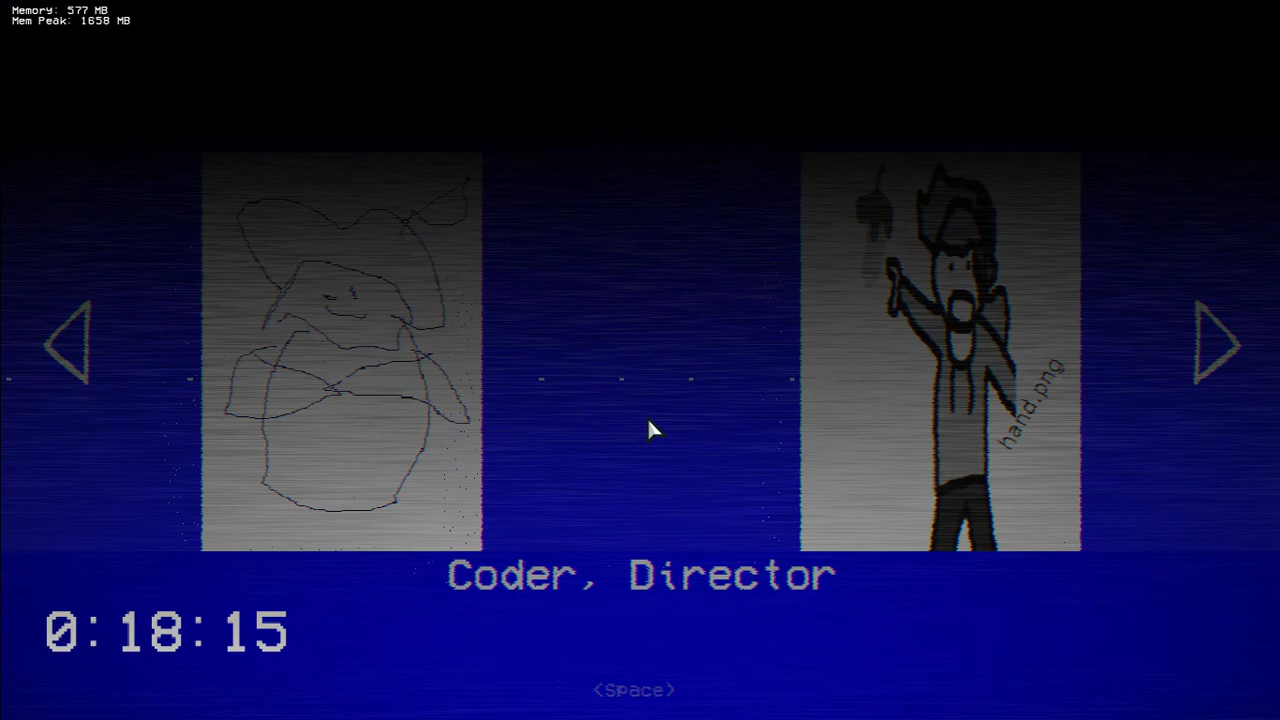 Memory: 577 MB
Mem Peak: 1658 MB
hand.png
Coder, Director
0:18:15
<Space>